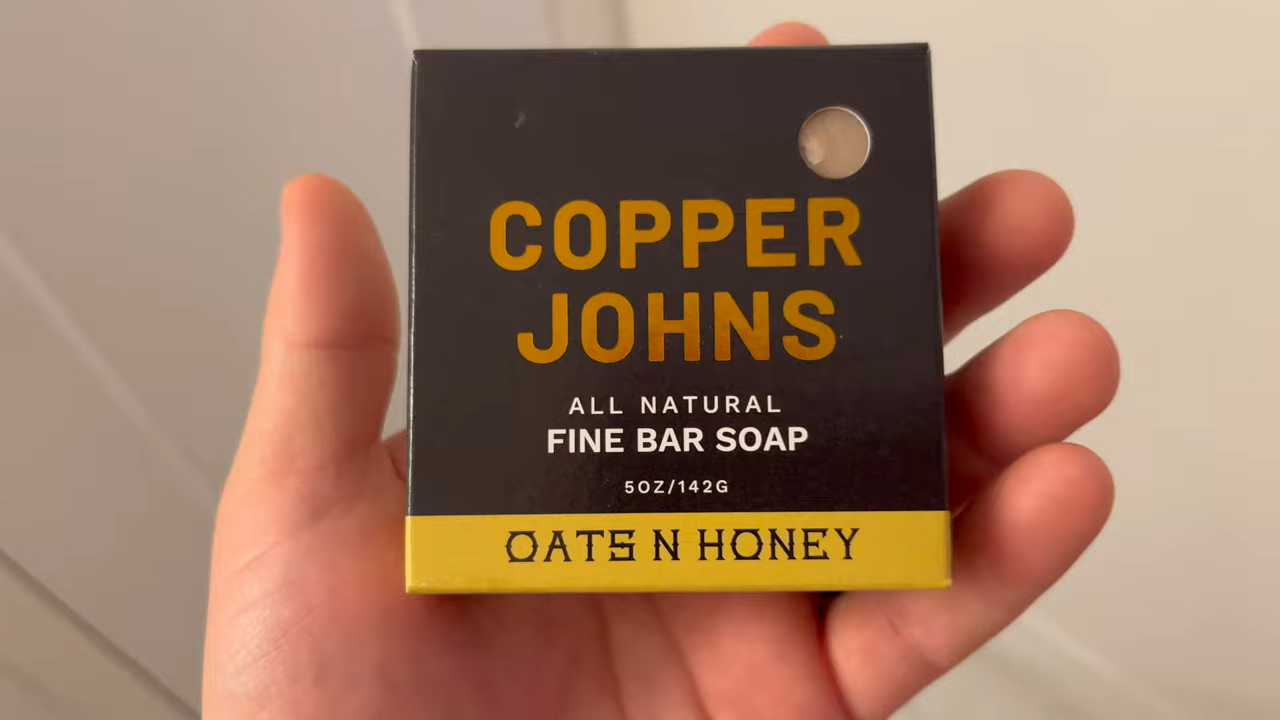 COPPER
JOHNS
ALL NATURAL
FINE BAR SOAP
5OZ/142G
OATS N HONEY